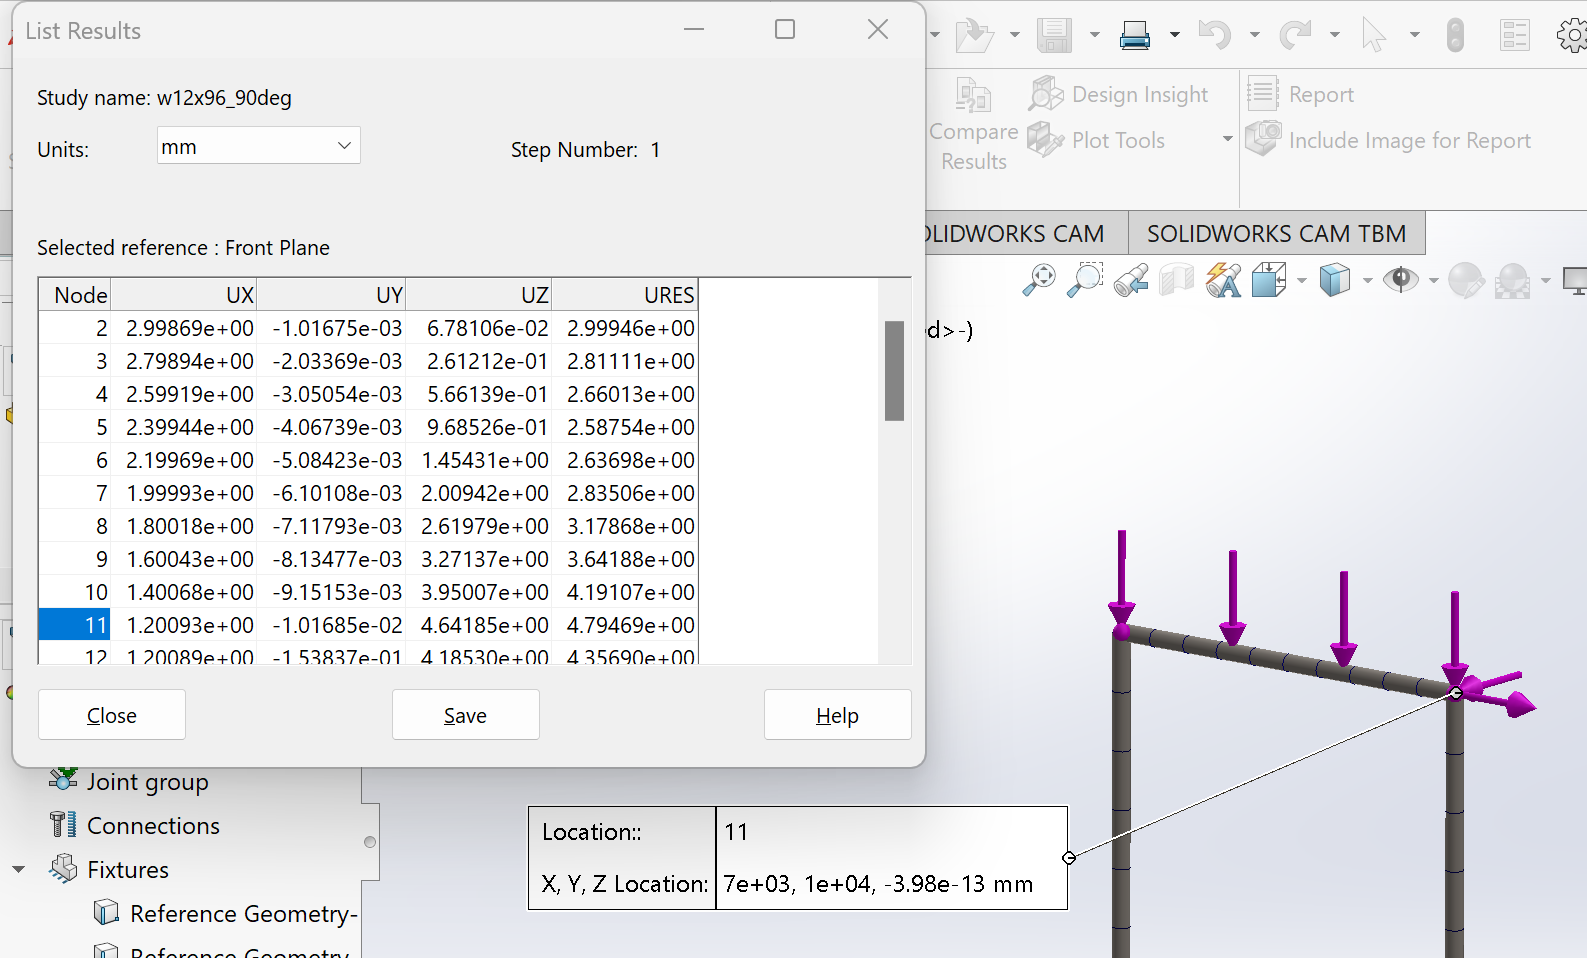 List Results
Study name: w12x96_90deg
Units: mm
Step Number: 1
Selected reference : Front Plane
Node UX UY UZ URES
2 2.99869e+00 -1.01675e-03 6.78106e-02 2.99946e+00
3 2.79894e+00 -2.03369e-03 2.61212e-01 2.81111e+00
4 2.59919e+00 -3.05054e-03 5.66139e-01 2.66013e+00
5 2.39944e+00 -4.06739e-03 9.68526e-01 2.58754e+00
6 2.19969e+00 -5.08423e-03 1.45431e+00 2.63698e+00
7 1.99993e+00 -6.10108e-03 2.00942e+00 2.83506e+00
8 1.80018e+00 -7.11793e-03 2.61979e+00 3.17868e+00
9 1.60043e+00 -8.13477e-03 3.27137e+00 3.64188e+00
10 1.40068e+00 -9.15153e-03 3.95007e+00 4.19107e+00
11 1.20093e+00 -1.01685e-02 4.64185e+00 4.79469e+00
12 1.20089e+00 -1.53837e-01 4.18530e+00 4.35690e+00
Close Save Help
Compare
Results
Design Insight
Plot Tools
Report
Include Image for Report
OLIDWORKS CAM
SOLIDWORKS CAM TBM
d>-)
Joint group
Connections
Fixtures
Reference Geometry-
Reference Geometry-
Location:: 11
X, Y, Z Location: 7e+03, 1e+04, -3.98e-13 mm